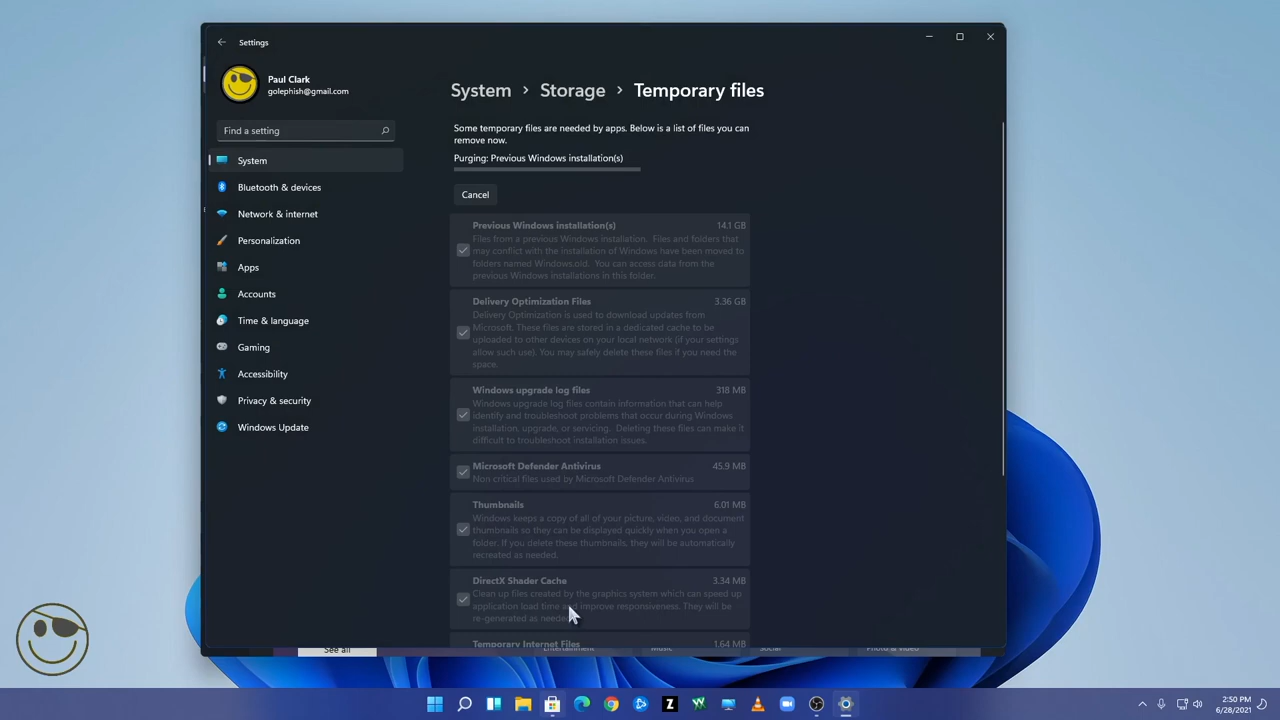 Settings
Paul Clark
golephish@gmail.com
Find a setting
System
Bluetooth & devices
Network & internet
Personalization
Apps
Accounts
Time & language
Gaming
Accessibility
Privacy & security
Windows Update
System > Storage > Temporary files
Some temporary files are needed by apps. Below is a list of files you can
remove now.
Purging: Previous Windows installation(s)
Cancel
Previous Windows installation(s) 14.1 GB
Files from a previous Windows installation. Files and folders that
may conflict with the installation of Windows have been moved to
folders named Windows.old. You can access data from the
previous Windows installations in this folder.
Delivery Optimization Files 3.36 GB
Delivery Optimization is used to download updates from
Microsoft. These files are stored in a dedicated cache to be
uploaded to other devices on your local network (if your settings
allow such use). You may safely delete these files if you need the
space.
Windows upgrade log files 318 MB
Windows upgrade log files contain information that can help
identify and troubleshoot problems that occur during Windows
installation, upgrade, or servicing. Deleting these files can make it
difficult to troubleshoot installation issues.
Microsoft Defender Antivirus 45.9 MB
Non critical files used by Microsoft Defender Antivirus
Thumbnails 6.01 MB
Windows keeps a copy of all of your picture, video, and document
thumbnails so they can be displayed quickly when you open a
folder. If you delete these thumbnails, they will be automatically
recreated as needed.
DirectX Shader Cache 3.34 MB
Clean up files created by the graphics system which can speed up
application load time and improve responsiveness. They will be
re-generated as needed.
Temporary Internet Files 1.64 MB
See all Entertainment Music Social Photo & video
Z W
2:50 PM
6/28/2021